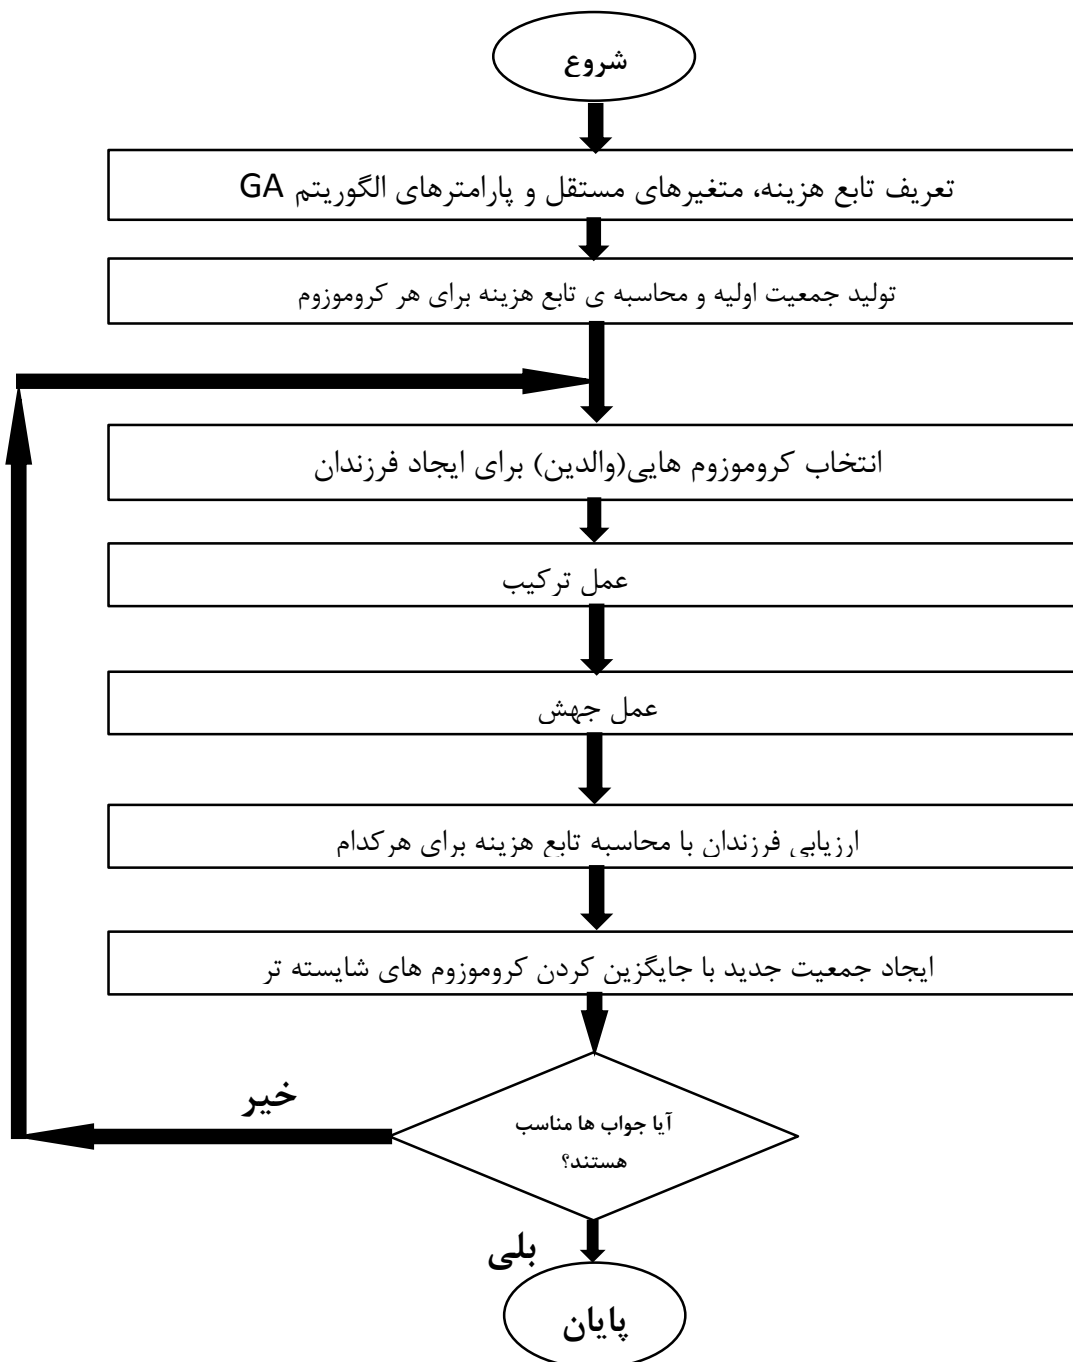 شروع
تعریف تابع هزینه، متغیرهای مستقل و پارامترهای الگوریتم GA
تولید جمعیت اولیه و محاسبه ی تابع هزینه برای هر کروموزوم
انتخاب کروموزوم هایی(والدین) برای ایجاد فرزندان
عمل ترکیب
عمل جهش
ارزیابی فرزندان با محاسبه تابع هزینه برای هرکدام
ایجاد جمعیت جدید با جایگزین کردن کروموزوم های شایسته تر
آیا جواب ها مناسب
هستند؟
خیر
بلی
پایان